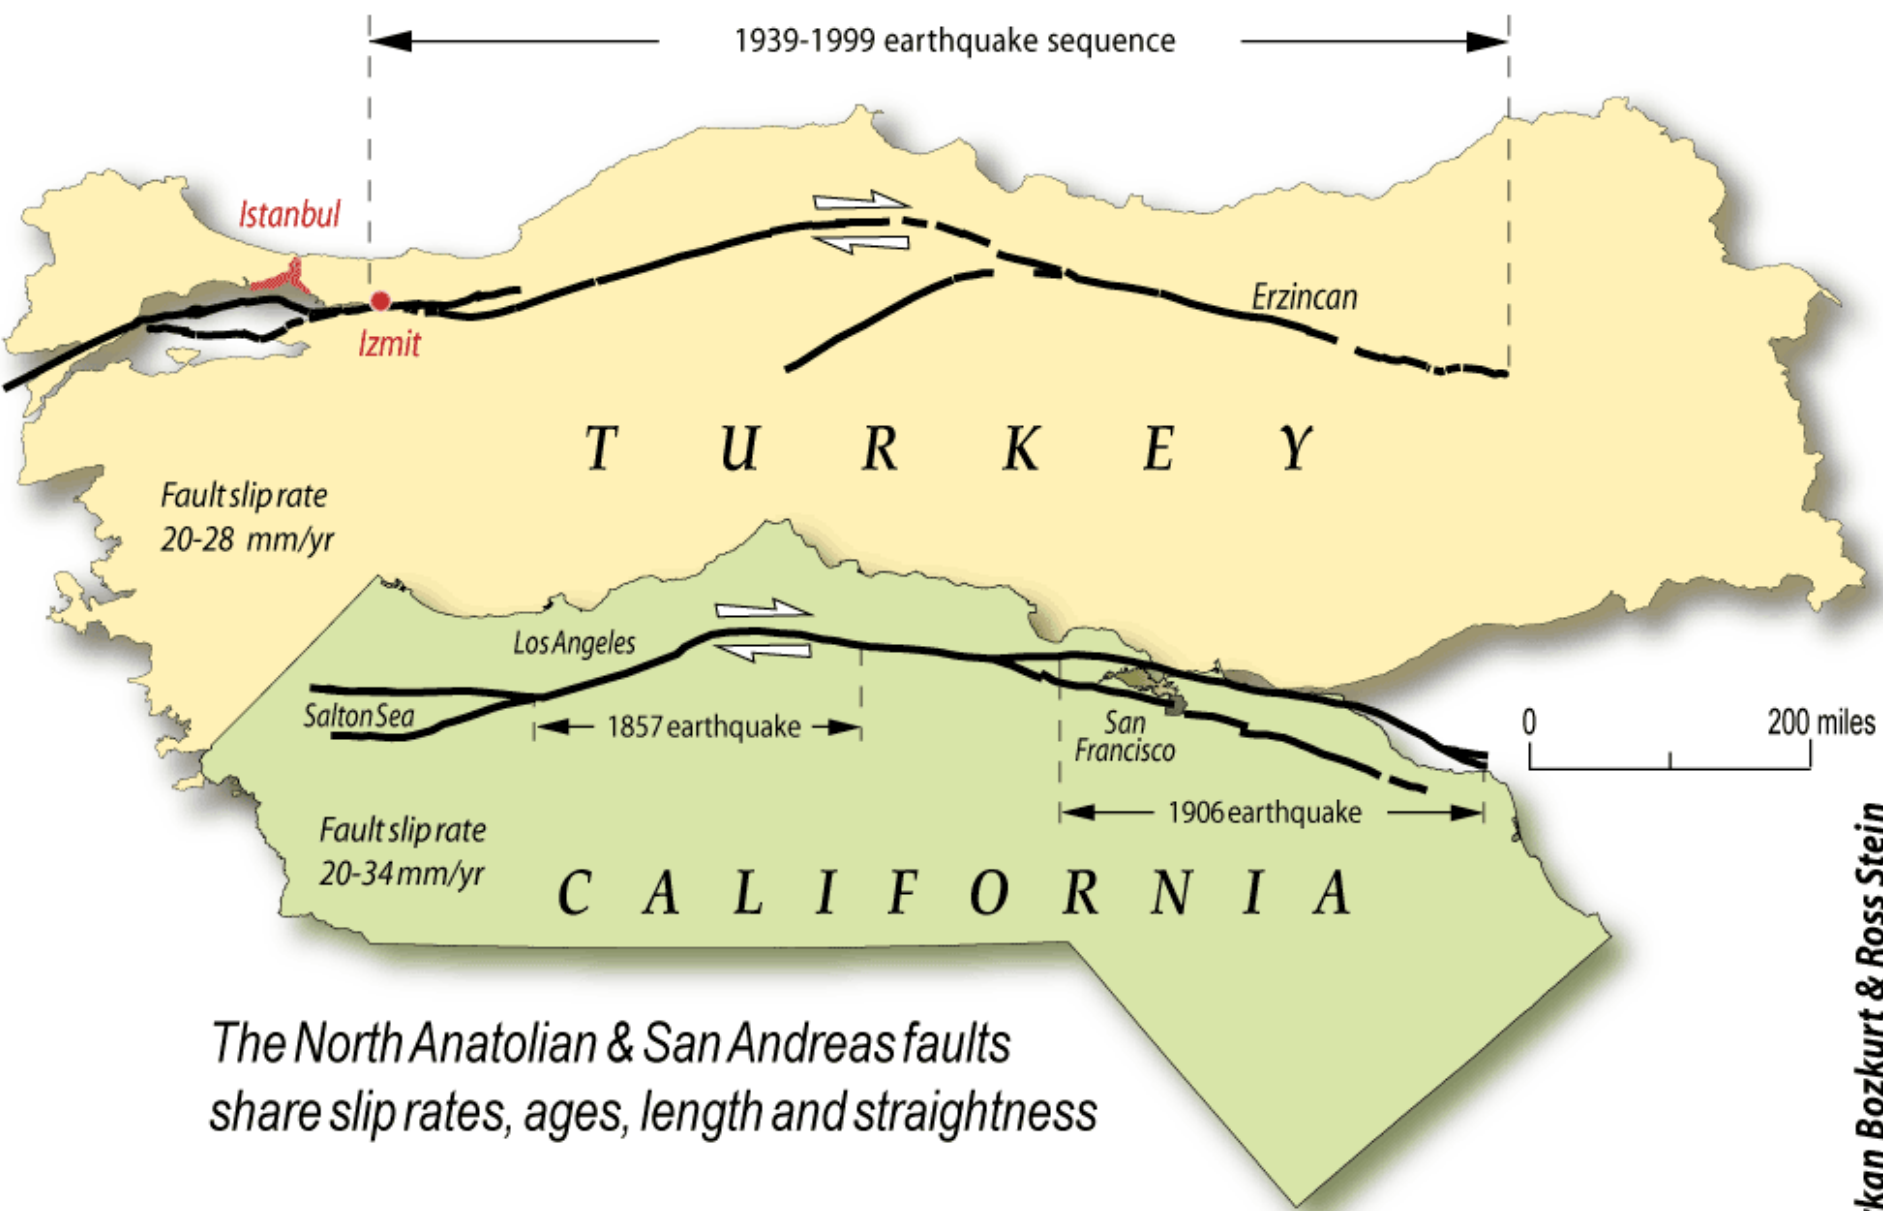 1939-1999 earthquake sequence
Istanbul
Izmit
Erzincan
TURKEY
Fault slip rate
20-28 mm/yr
Los Angeles
Salton Sea
1857 earthquake
San
Francisco
0 200 miles
1906 earthquake
Fault slip rate
20-34 mm/yr
CALIFORNIA
The North Anatolian & San Andreas faults
share slip rates, ages, length and straightness
Bozkurt & Ross Stein